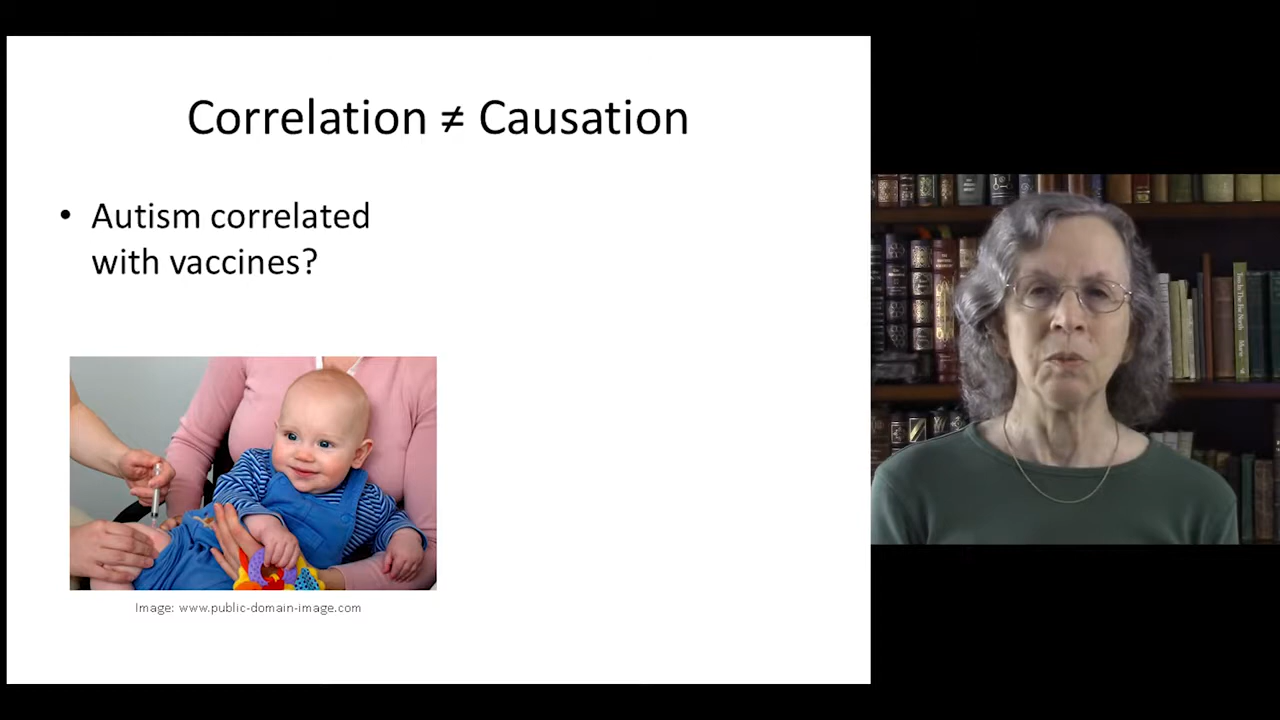 Correlation ≠ Causation
• Autism correlated
with vaccines?
Image: www.public-domain-image.com